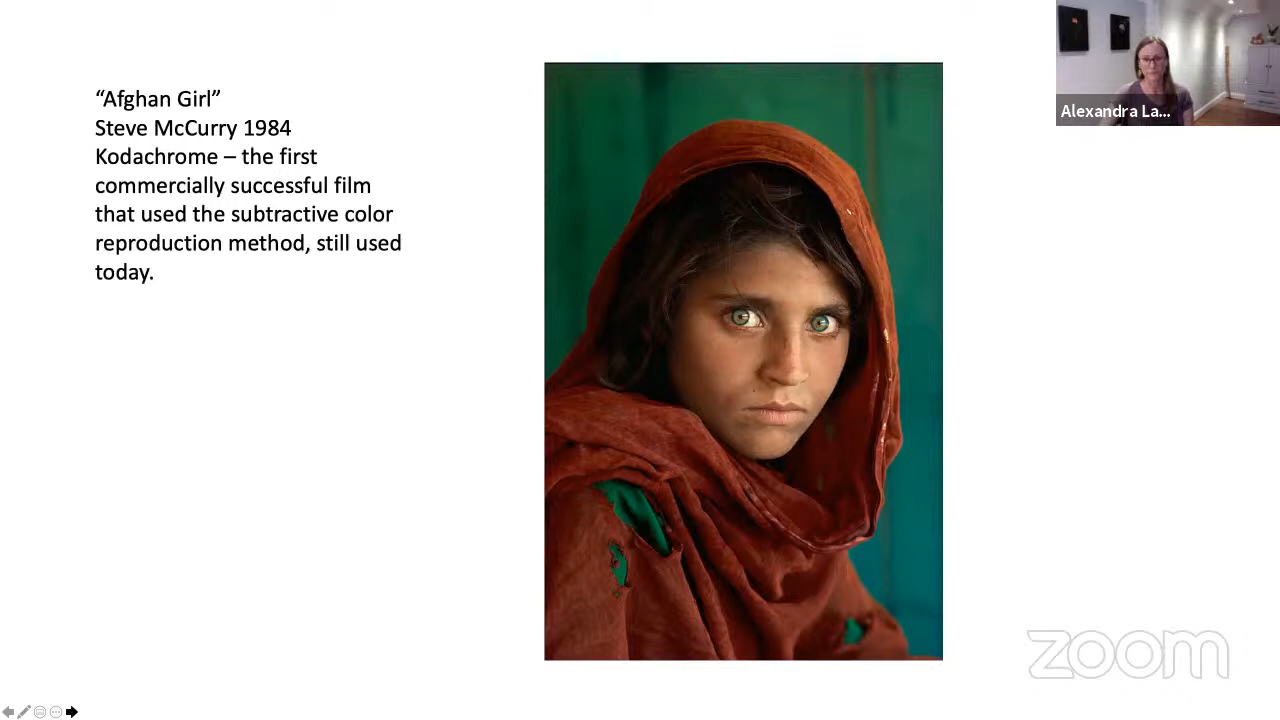 “Afghan Girl”
Steve McCurry 1984
Kodachrome – the first
commercially successful film
that used the subtractive color
reproduction method, still used
today.
Alexandra La...
zoom